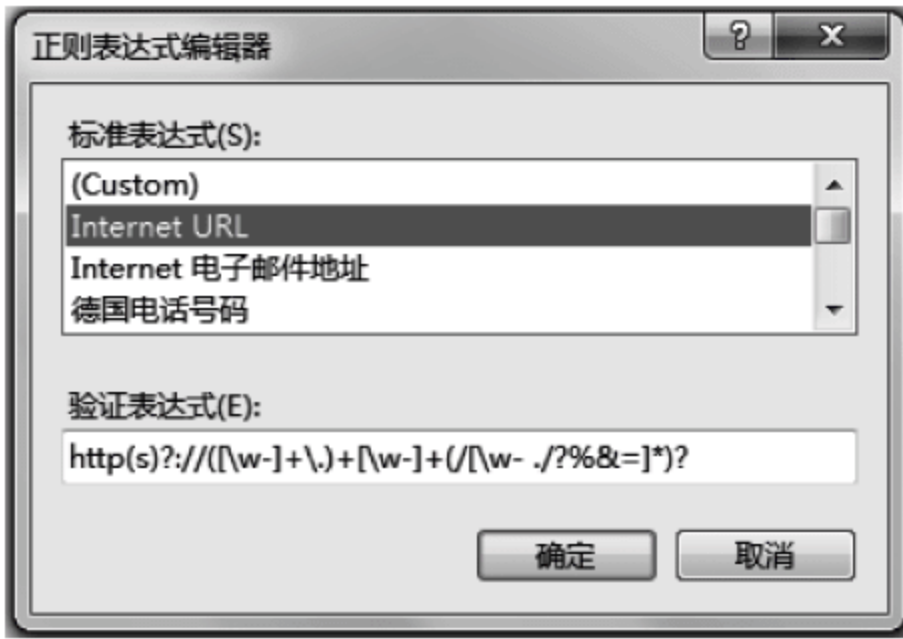 正则表达式编辑器
标准表达式(S):
(Custom)
Internet URL
Internet 电子邮件地址
德国电话号码
验证表达式(E):
http(s)?://([\w-]+\.)+[\w-]+(/[\w- ./?%&=]*)?
确定
取消